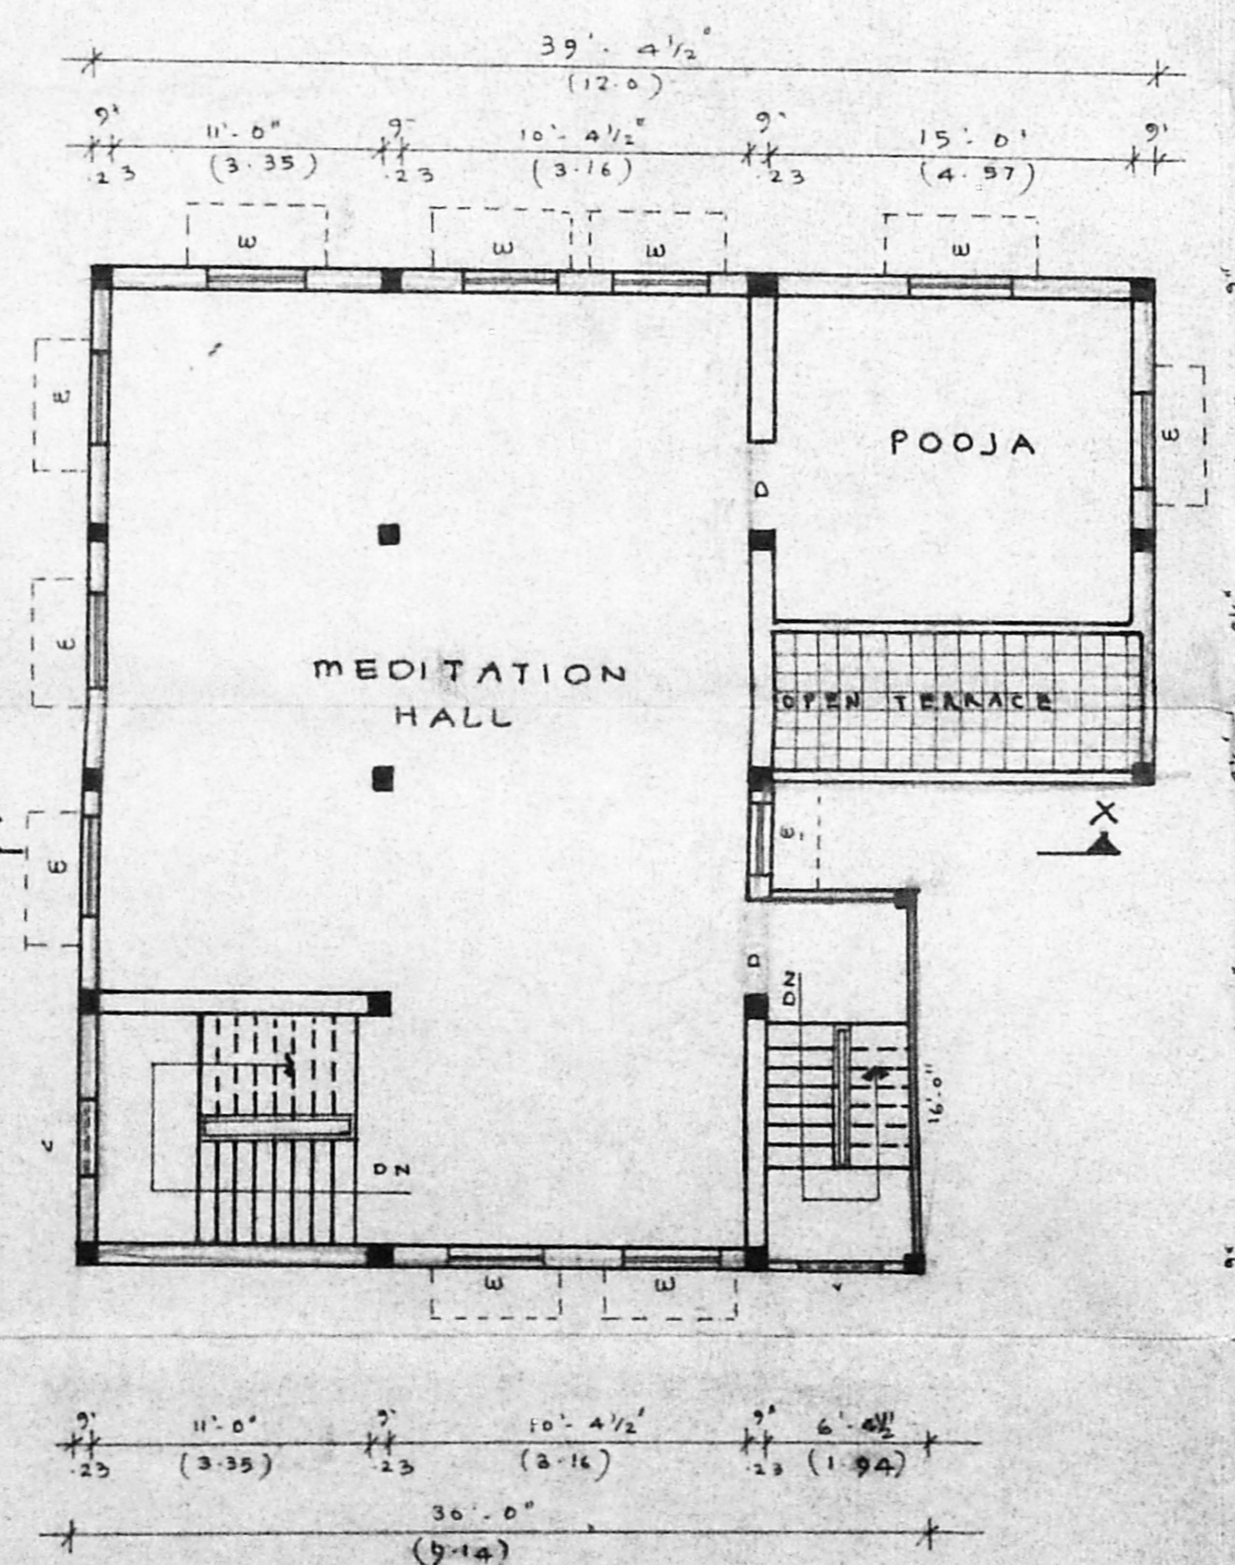 39'- 4½"
(12.0)
9" 11'-0" 9" 10'- 4½" 9" 15'-0" 9"
.23 (3.35) .23 (3.16) .23 (4.57)
W W W W
W
W
POOJA
D
W
MEDITATION
HALL
OPEN TERRACE
X
W
W
D
DN
16'-0"
DN
V
W W
V
9" 11'-0" 9" 10'- 4½" 9" 6'- 4½"
.23 (3.35) .23 (3.16) .23 (1.94)
30'-0"
(9.14)